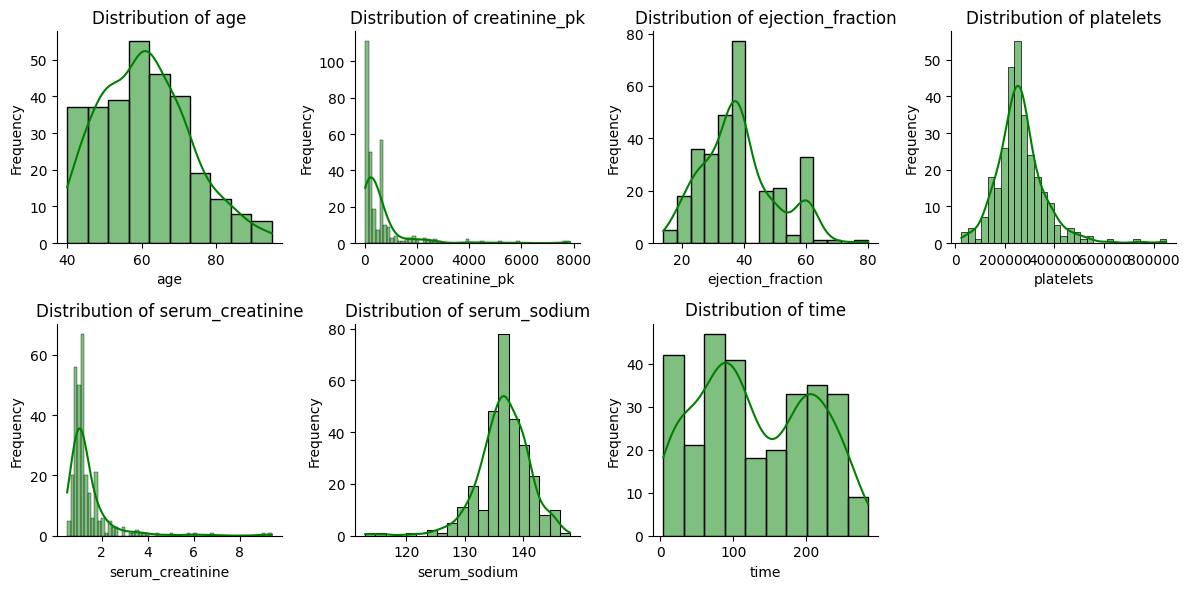 Distribution of age
Frequency
50
40
30
20
10
0
40 60 80
age
Distribution of creatinine_pk
Frequency
100
80
60
40
20
0
0 2000 4000 6000 8000
creatinine_pk
Distribution of ejection_fraction
Frequency
80
60
40
20
0
20 40 60 80
ejection_fraction
Distribution of platelets
Frequency
50
40
30
20
10
0
0 200000 400000 600000 800000
platelets
Distribution of serum_creatinine
Frequency
60
40
20
0
2 4 6 8
serum_creatinine
Distribution of serum_sodium
Frequency
80
70
60
50
40
30
20
10
0
120 130 140
serum_sodium
Distribution of time
Frequency
40
30
20
10
0
0 100 200
time